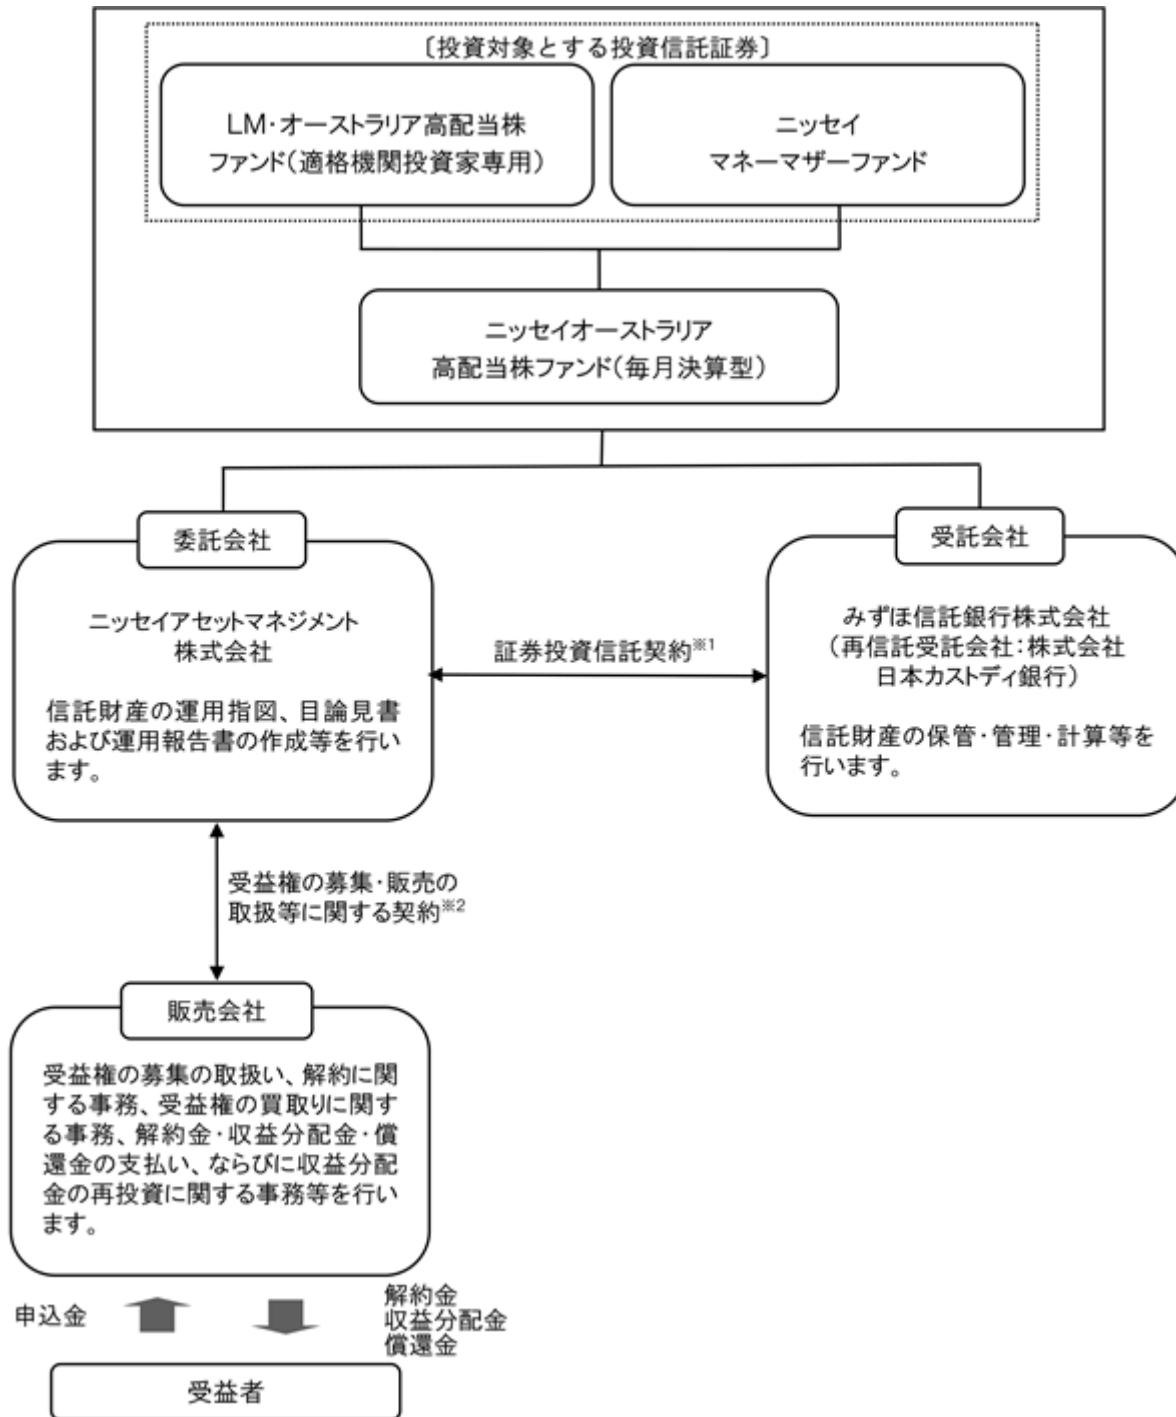 〔投資対象とする投資信託証券〕
LM・オーストラリア高配当株
ファンド(適格機関投資家専用)
ニッセイ
マネーマザーファンド
ニッセイオーストラリア
高配当株ファンド(毎月決算型)
委託会社
ニッセイアセットマネジメント
株式会社
信託財産の運用指図、目論見書
および運用報告書の作成等を行い
ます。
証券投資信託契約※1
受託会社
みずほ信託銀行株式会社
(再信託受託会社:株式会社
日本カストディ銀行)
信託財産の保管・管理・計算等を
行います。
受益権の募集・販売の
取扱等に関する契約※2
販売会社
受益権の募集の取扱い、解約に関
する事務、受益権の買取りに関す
る事務、解約金・収益分配金・償
還金の支払い、ならびに収益分配
金の再投資に関する事務等を行い
ます。
申込金
解約金
収益分配金
償還金
受益者